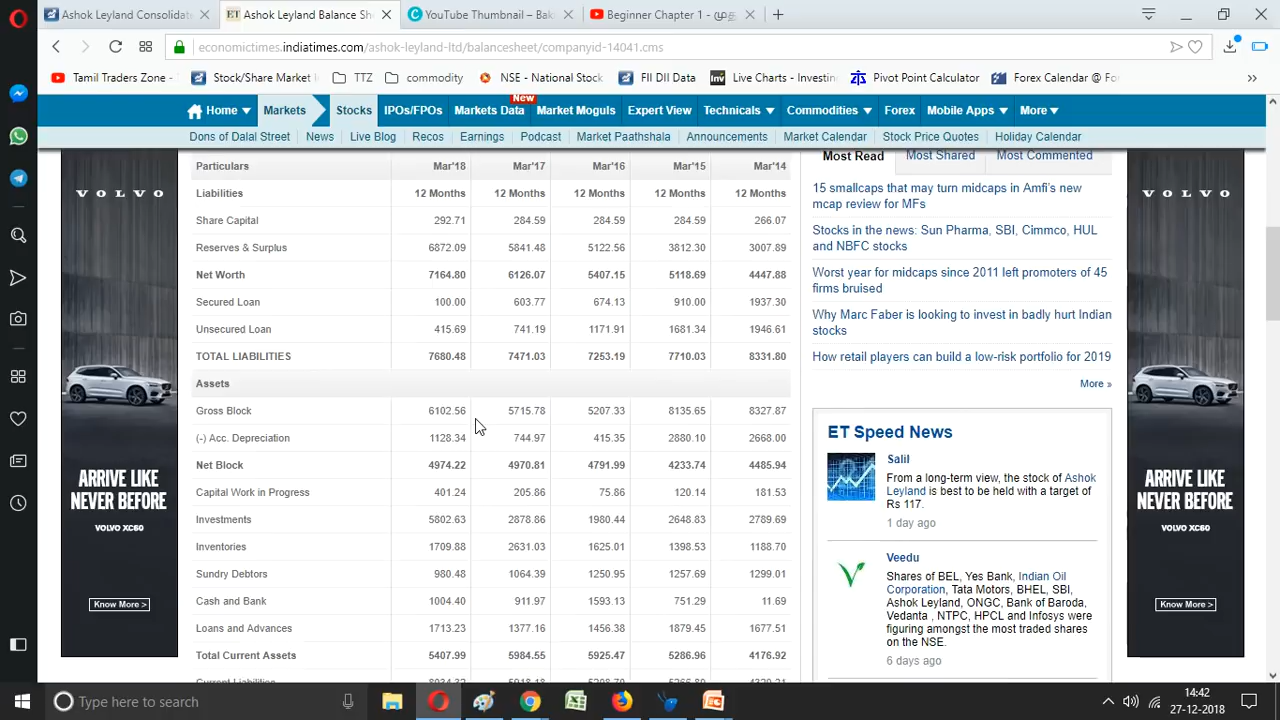 Ashok Leyland Consolidate
Ashok Leyland Balance Sh
YouTube Thumbnail – Bak
Beginner Chapter 1 -
economictimes.indiatimes.com/ashok-leyland-ltd/balancesheet/companyid-14041.cms
Tamil Traders Zone -
Stock/Share Market I
TTZ
commodity
NSE - National Stock
FII DII Data
Inv
Live Charts - Investin
Pivot Point Calculator
Forex Calendar @ Fo
Home
Markets
Stocks
IPOs/FPOs
New
Markets Data
Market Moguls
Expert View
Technicals
Commodities
Forex
Mobile Apps
More
Dons of Dalal Street
News
Live Blog
Recos
Earnings
Podcast
Market Paathshala
Announcements
Market Calendar
Stock Price Quotes
Holiday Calendar
Particulars Mar'18 Mar'17 Mar'16 Mar'15 Mar'14
Liabilities 12 Months 12 Months 12 Months 12 Months 12 Months
Share Capital 292.71 284.59 284.59 284.59 266.07
Reserves & Surplus 6872.09 5841.48 5122.56 3812.30 3007.89
Net Worth 7164.80 6126.07 5407.15 5118.69 4447.88
Secured Loan 100.00 603.77 674.13 910.00 1937.30
Unsecured Loan 415.69 741.19 1171.91 1681.34 1946.61
TOTAL LIABILITIES 7680.48 7471.03 7253.19 7710.03 8331.80
Assets
Gross Block 6102.56 5715.78 5207.33 8135.65 8327.87
(-) Acc. Depreciation 1128.34 744.97 415.35 2880.10 2668.00
Net Block 4974.22 4970.81 4791.99 4233.74 4485.94
Capital Work in Progress 401.24 205.86 75.86 120.14 181.53
Investments 5802.63 2878.86 1980.44 2648.83 2789.69
Inventories 1709.88 2631.03 1625.01 1398.53 1188.70
Sundry Debtors 980.48 1064.39 1250.95 1257.69 1299.01
Cash and Bank 1004.40 911.97 1593.13 751.29 11.69
Loans and Advances 1713.23 1377.16 1456.38 1879.45 1677.51
Total Current Assets 5407.99 5984.55 5925.47 5286.96 4176.92
Most Read
Most Shared
Most Commented
15 smallcaps that may turn midcaps in Amfi's new
mcap review for MFs
Stocks in the news: Sun Pharma, SBI, Cimmco, HUL
and NBFC stocks
Worst year for midcaps since 2011 left promoters of 45
firms bruised
Why Marc Faber is looking to invest in badly hurt Indian
stocks
How retail players can build a low-risk portfolio for 2019
More »
ET Speed News
Salil
From a long-term view, the stock of Ashok
Leyland is best to be held with a target of
Rs 117.
1 day ago
Veedu
Shares of BEL, Yes Bank, Indian Oil
Corporation, Tata Motors, BHEL, SBI,
Ashok Leyland, ONGC, Bank of Baroda,
Vedanta , NTPC, HPCL and Infosys were
figuring amongst the most traded shares
on the NSE.
6 days ago
VOLVO
ARRIVE LIKE
NEVER BEFORE
VOLVO XC60
Know More >
VOLVO
ARRIVE LIKE
NEVER BEFORE
VOLVO XC60
Know More >
Type here to search
14:42
27-12-2018